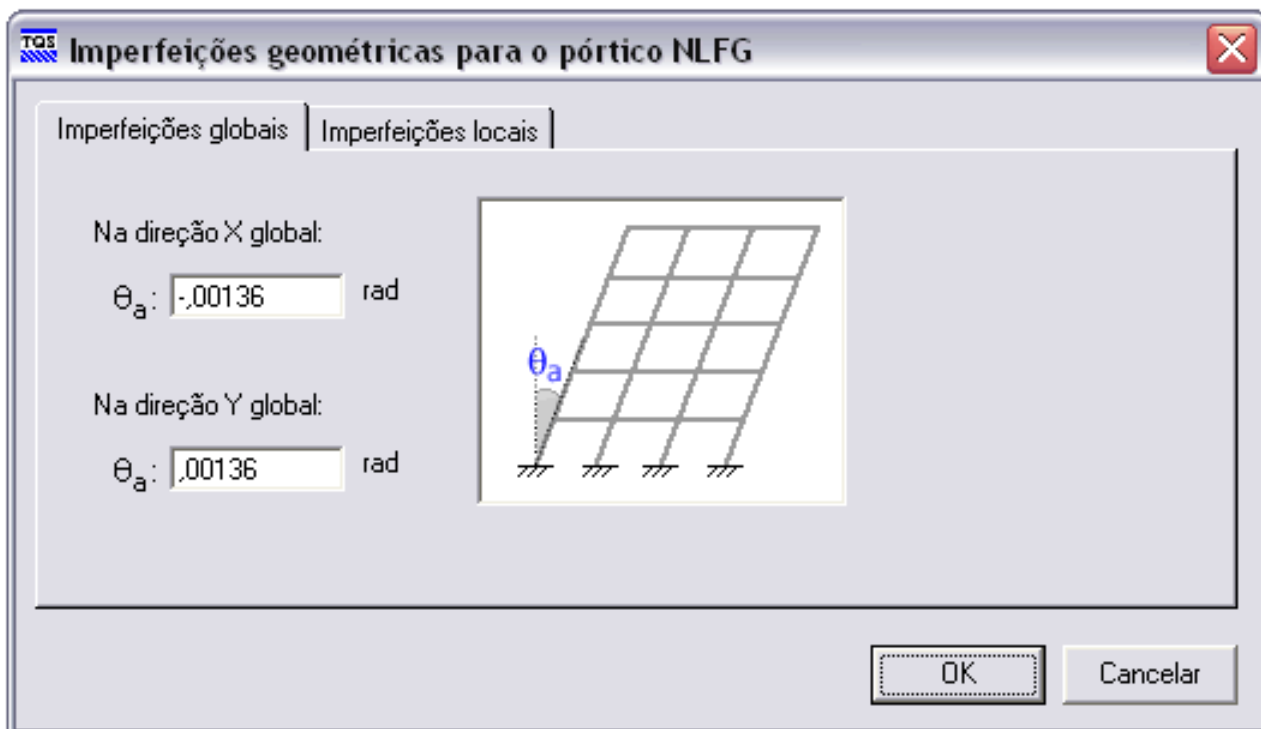 TQS Imperfeições geométricas para o pórtico NLFG
Imperfeições globais Imperfeições locais
Na direção X global:
θa: -,00136 rad
θa
Na direção Y global:
θa: ,00136 rad
OK Cancelar